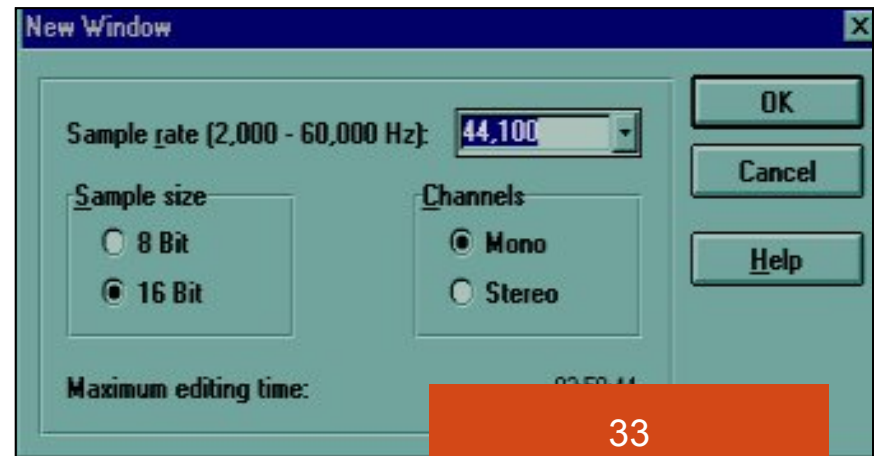 New Window
Sample rate (2,000 - 60,000 Hz): 44,100
OK
Cancel
Help
Sample size
8 Bit
16 Bit
Channels
Mono
Stereo
Maximum editing time:
33